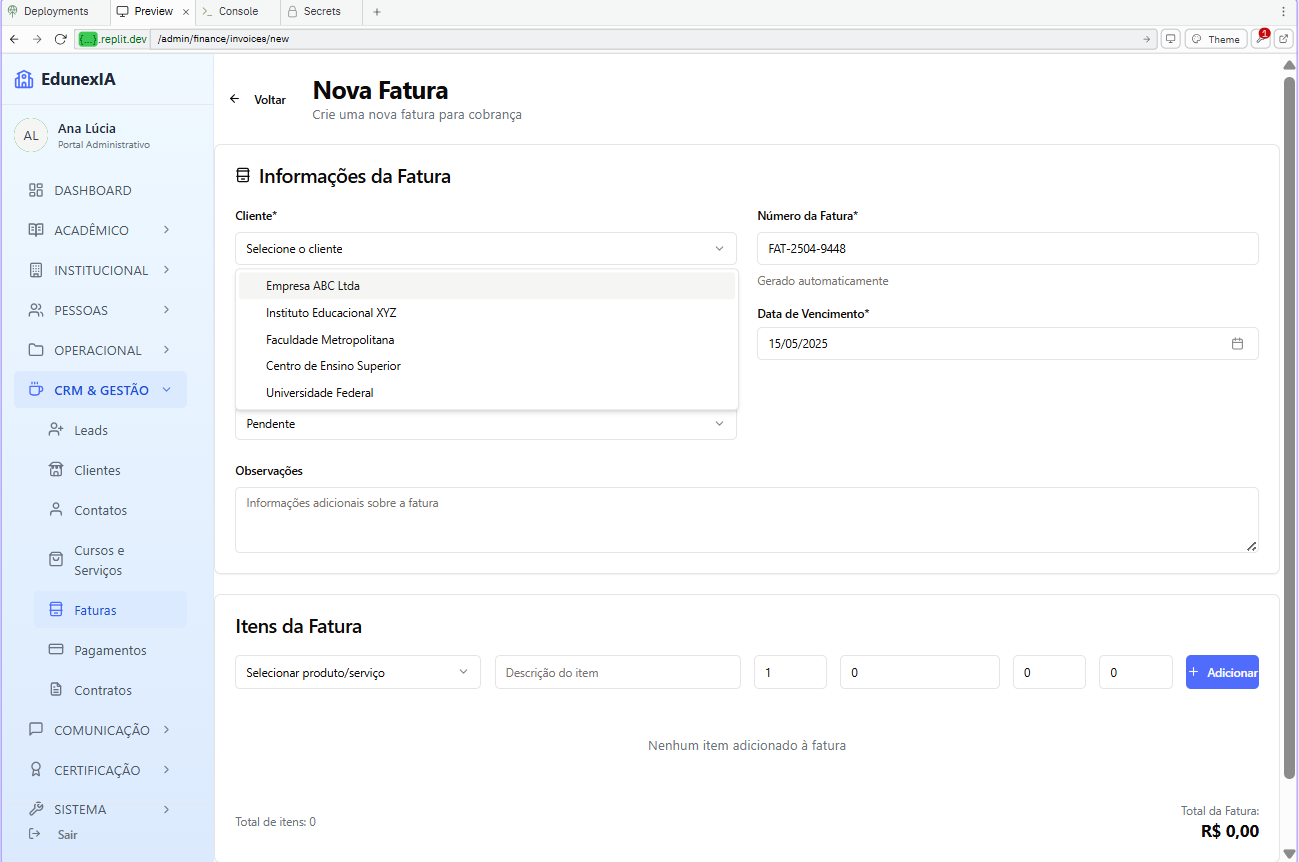 Deployments
Preview
Console
Secrets
{...}.replit.dev
/admin/finance/invoices/new
Theme
1
EdunexIA
AL
Ana Lúcia
Portal Administrativo
DASHBOARD
ACADÊMICO
INSTITUCIONAL
PESSOAS
OPERACIONAL
CRM & GESTÃO
Leads
Clientes
Contatos
Cursos e
Serviços
Faturas
Pagamentos
Contratos
COMUNICAÇÃO
CERTIFICAÇÃO
SISTEMA
Sair
Voltar
Nova Fatura
Crie uma nova fatura para cobrança
Informações da Fatura
Cliente*
Selecione o cliente
Empresa ABC Ltda
Instituto Educacional XYZ
Faculdade Metropolitana
Centro de Ensino Superior
Universidade Federal
Número da Fatura*
FAT-2504-9448
Gerado automaticamente
Data de Vencimento*
15/05/2025
Pendente
Observações
Informações adicionais sobre a fatura
Itens da Fatura
Selecionar produto/serviço
Descrição do item
1
0
0
0
+ Adicionar
Nenhum item adicionado à fatura
Total de itens: 0
Total da Fatura:
R$ 0,00